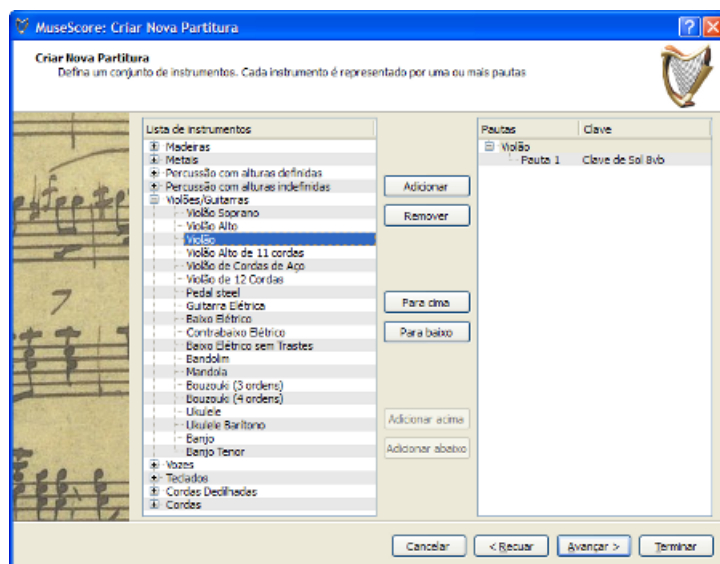 MuseScore: Criar Nova Partitura
Criar Nova Partitura
Defina um conjunto de instrumentos. Cada instrumento é representado por uma ou mais pautas
Lista de instrumentos
Madeiras
Metais
Percussão com alturas definidas
Percussão com alturas indefinidas
Violões/Guitarras
Violão Soprano
Violão Alto
Violão
Violão Alto de 11 cordas
Violão de Cordas de Aço
Violão de 12 Cordas
Pedal steel
Guitarra Elétrica
Baixo Elétrico
Contrabaixo Elétrico
Baixo Elétrico sem Trastes
Bandolim
Mandola
Bouzouki (3 ordens)
Bouzouki (4 ordens)
Ukulele
Ukulele Barítono
Banjo
Banjo Tenor
Vozes
Teclados
Cordas Dedilhadas
Cordas
Adicionar
Remover
Para cima
Para baixo
Adicionar acima
Adicionar abaixo
Pautas Clave
Violão
Pauta 1 Clave de Sol 8vb
Cancelar < Recuar Avançar > Terminar